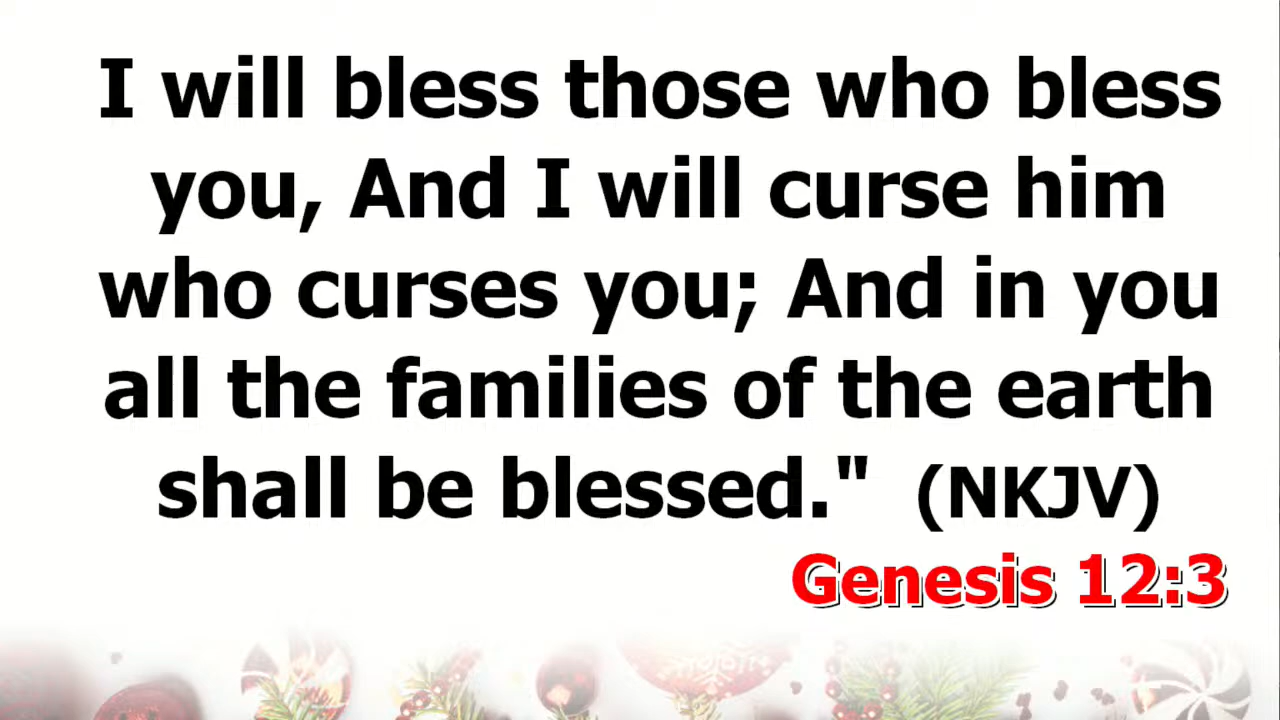 I will bless those who bless
you, And I will curse him
who curses you; And in you
all the families of the earth
shall be blessed."  (NKJV)
Genesis 12:3